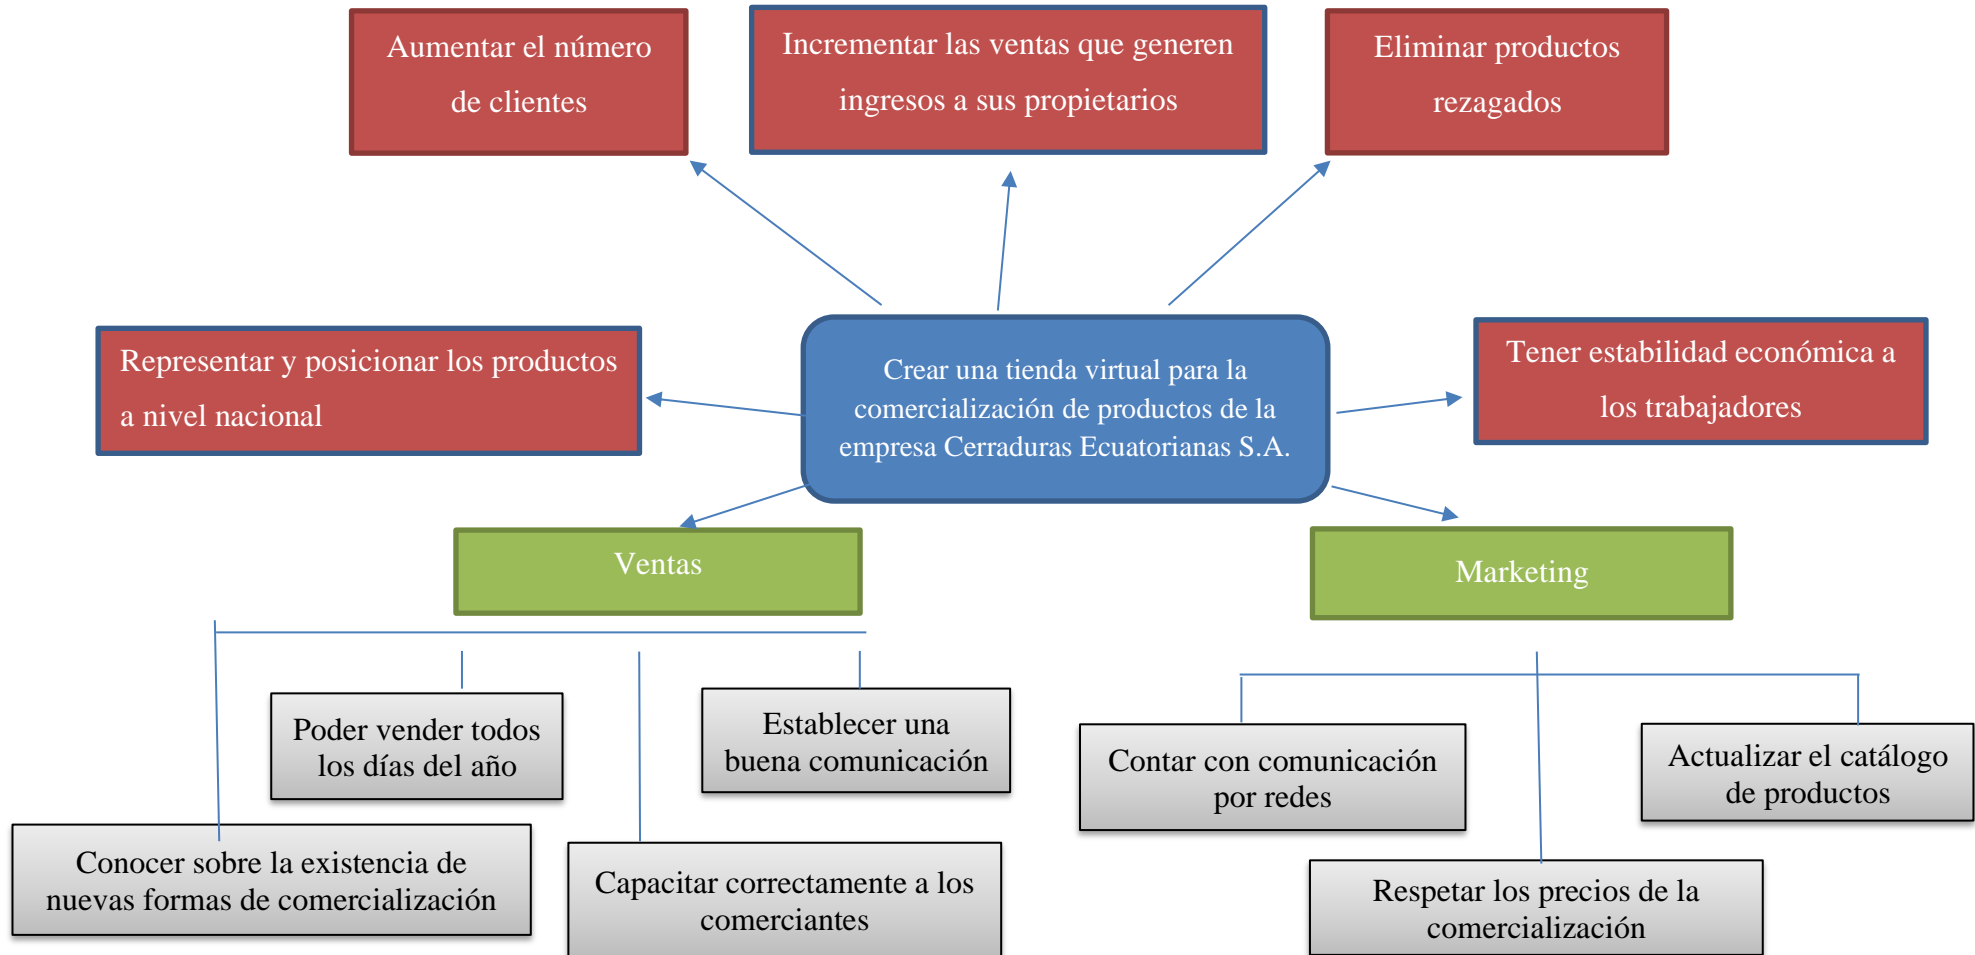 Aumentar el número
de clientes
Incrementar las ventas que generen
ingresos a sus propietarios
Eliminar productos
rezagados
Representar y posicionar los productos
a nivel nacional
Crear una tienda virtual para la
comercialización de productos de la
empresa Cerraduras Ecuatorianas S.A.
Tener estabilidad económica a
los trabajadores
Ventas
Marketing
Poder vender todos
los días del año
Establecer una
buena comunicación
Contar con comunicación
por redes
Actualizar el catálogo
de productos
Conocer sobre la existencia de
nuevas formas de comercialización
Capacitar correctamente a los
comerciantes
Respetar los precios de la
comercialización